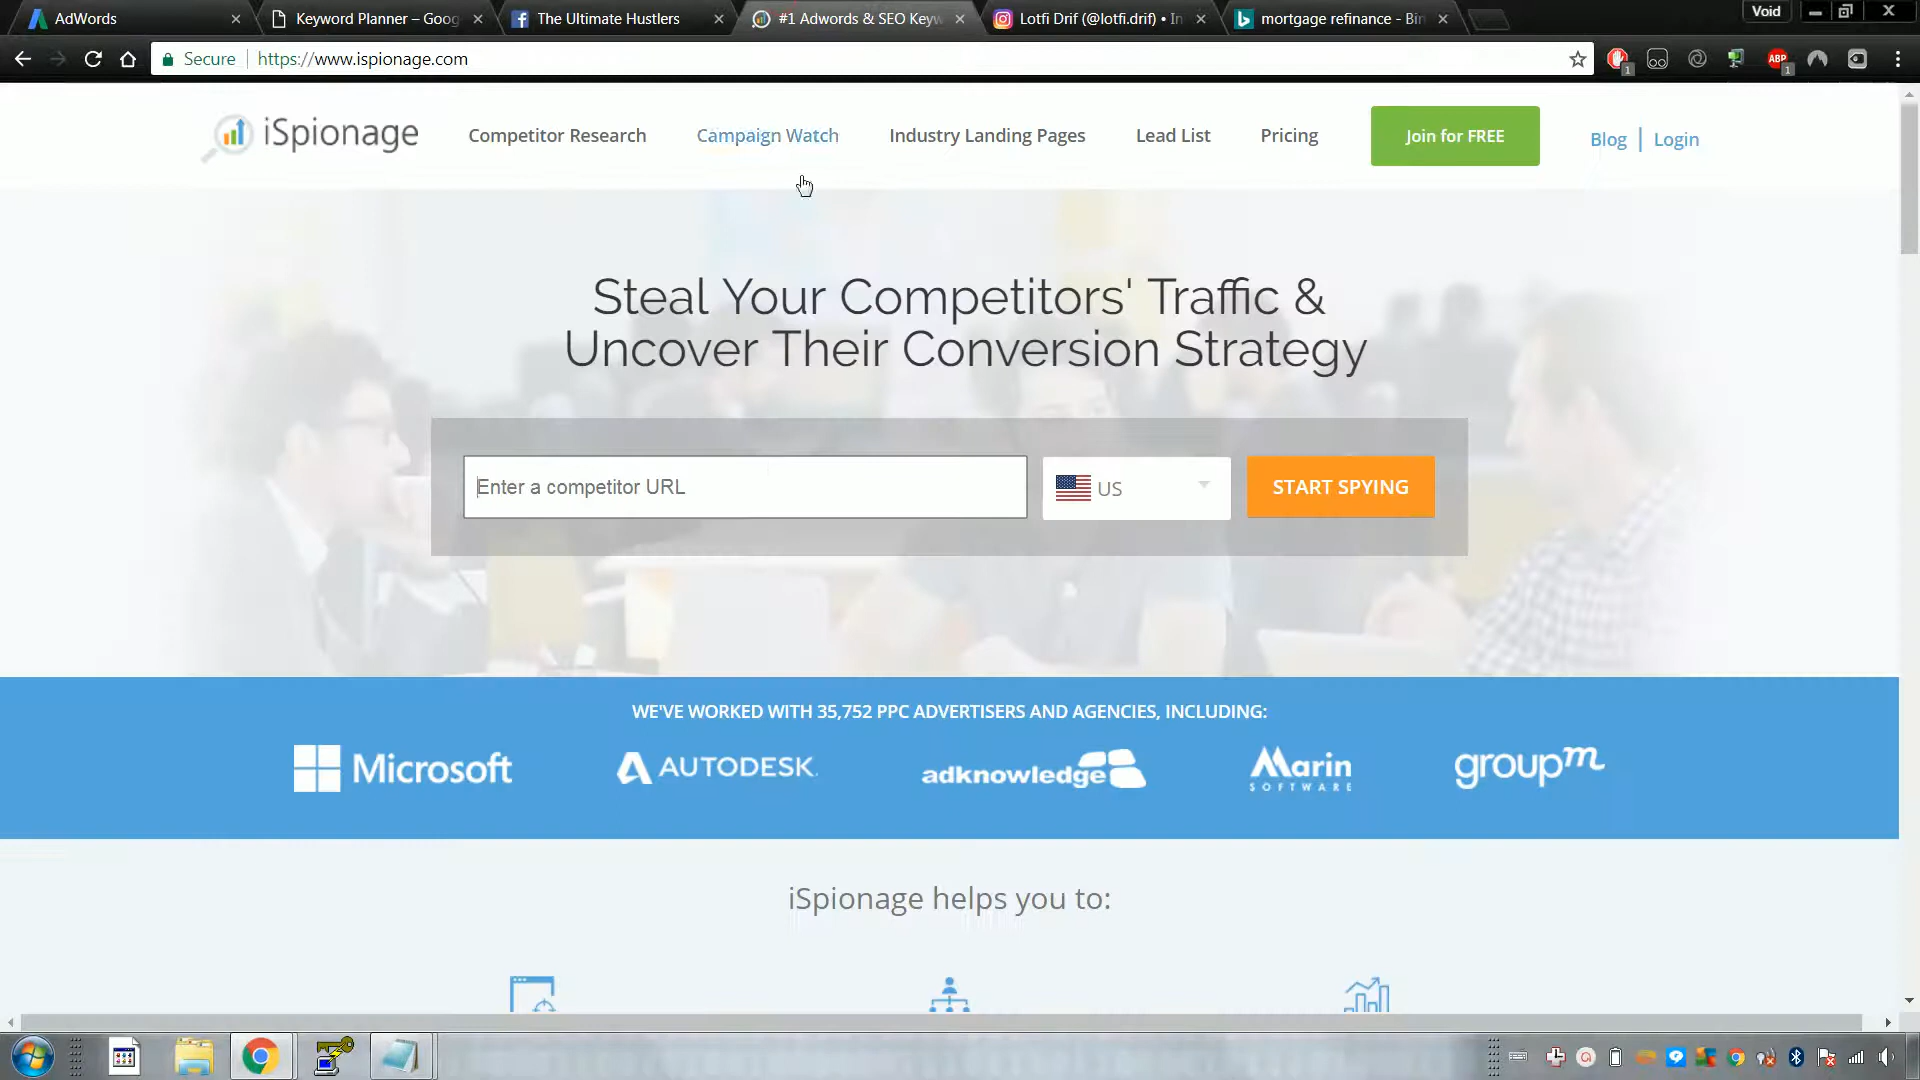 AdWords
Keyword Planner – Goog
The Ultimate Hustlers
#1 Adwords & SEO Keyw
Lotfi Drif (@lotfi.drif) • In
mortgage refinance - Bin
Void
Secure
https://www.ispionage.com
1
ABP
1
iSpionage
Competitor Research
Campaign Watch
Industry Landing Pages
Lead List
Pricing
Join for FREE
Blog | Login
Steal Your Competitors' Traffic &
Uncover Their Conversion Strategy
Enter a competitor URL
US
START SPYING
WE'VE WORKED WITH 35,752 PPC ADVERTISERS AND AGENCIES, INCLUDING:
Microsoft
AUTODESK.
adknowledge
Marin
SOFTWARE
groupm
iSpionage helps you to: